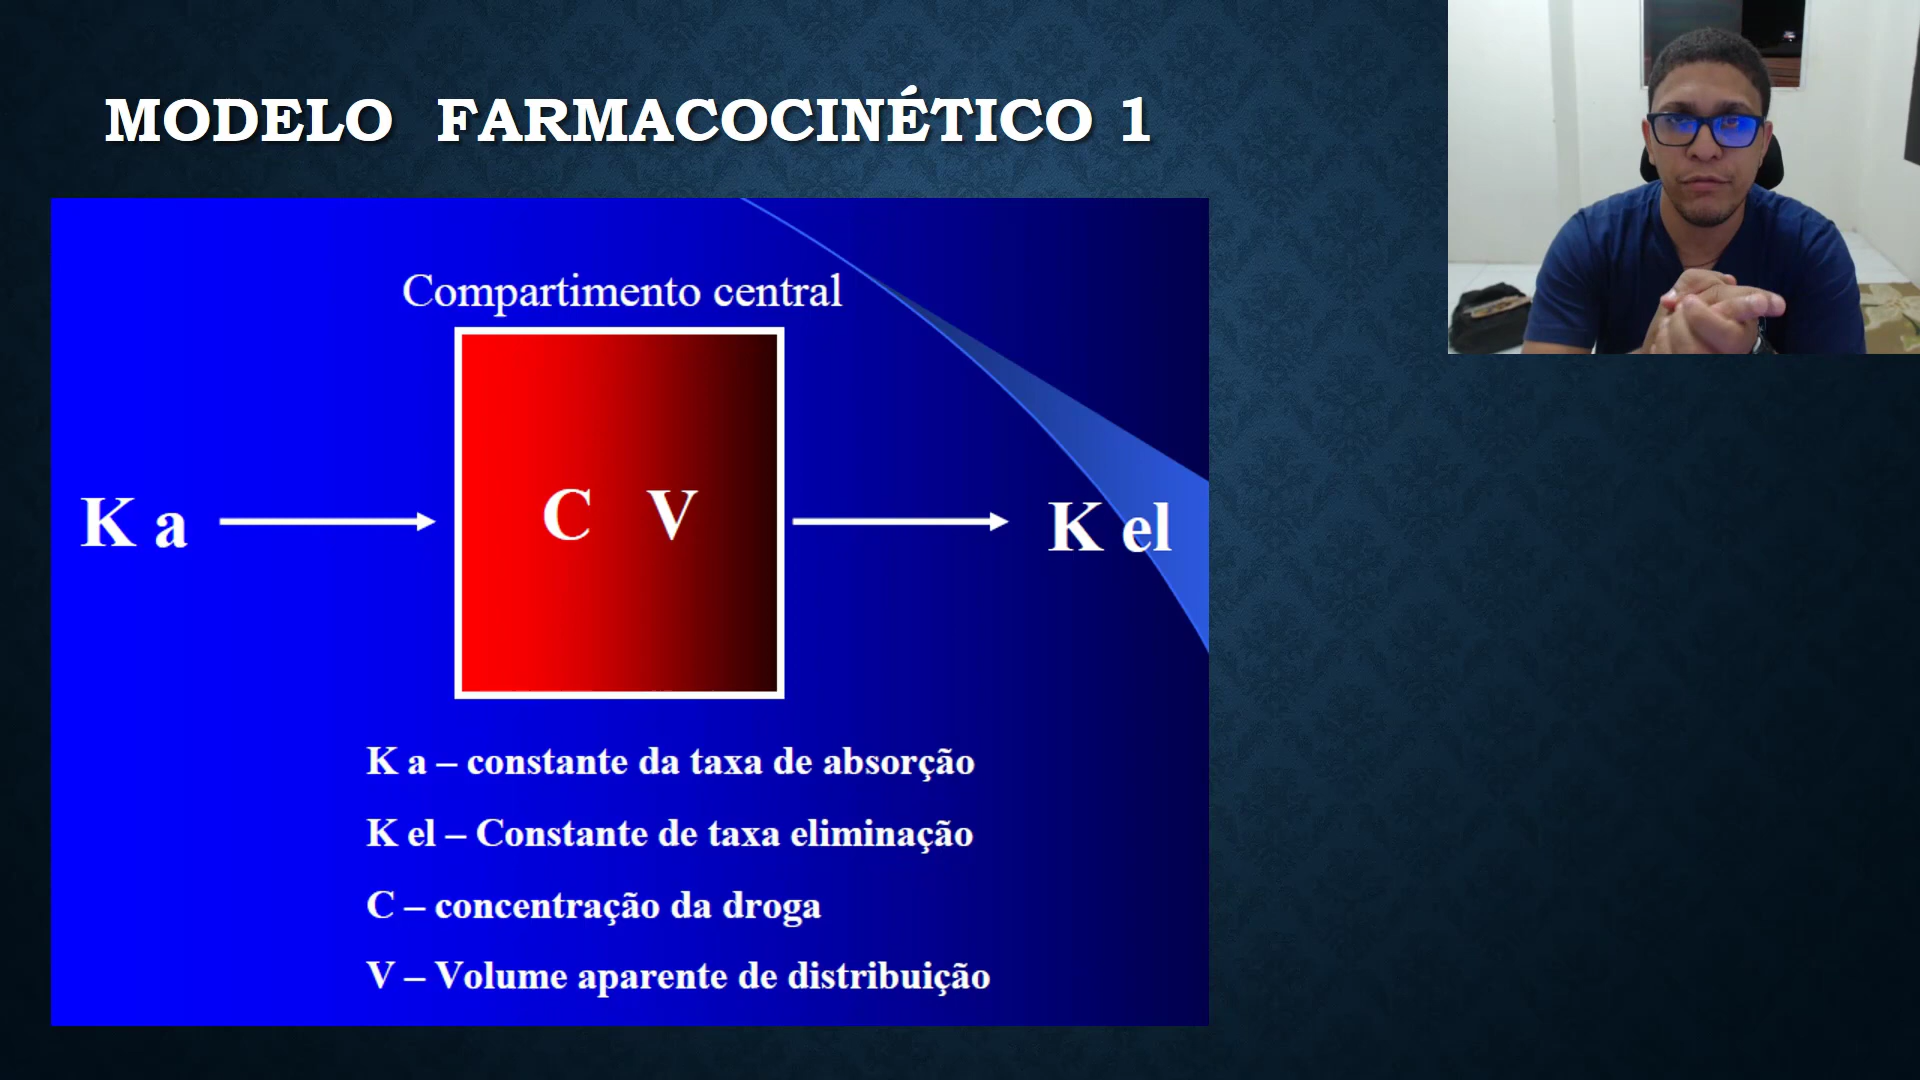 MODELO FARMACOCINÉTICO 1
Compartimento central
K a
C V
K el
K a – constante da taxa de absorção
K el – Constante de taxa eliminação
C – concentração da droga
V – Volume aparente de distribuição